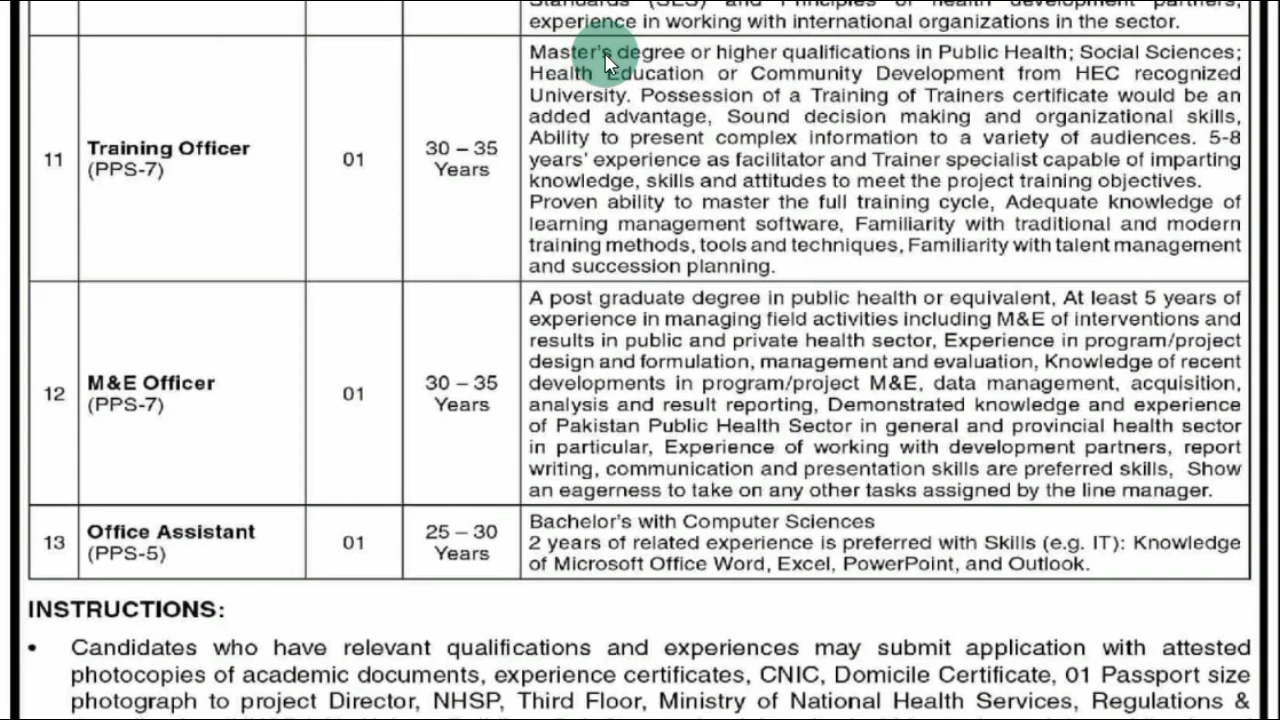 Standards (SES) and Principles of health development partners,
experience in working with international organizations in the sector.
11
Training Officer
(PPS-7)
01
30 – 35
Years
Master's degree or higher qualifications in Public Health; Social Sciences;
Health Education or Community Development from HEC recognized
University. Possession of a Training of Trainers certificate would be an
added advantage, Sound decision making and organizational skills,
Ability to present complex information to a variety of audiences. 5-8
years' experience as facilitator and Trainer specialist capable of imparting
knowledge, skills and attitudes to meet the project training objectives.
Proven ability to master the full training cycle, Adequate knowledge of
learning management software, Familiarity with traditional and modern
training methods, tools and techniques, Familiarity with talent management
and succession planning.
12
M&E Officer
(PPS-7)
01
30 – 35
Years
A post graduate degree in public health or equivalent, At least 5 years of
experience in managing field activities including M&E of interventions and
results in public and private health sector, Experience in program/project
design and formulation, management and evaluation, Knowledge of recent
developments in program/project M&E, data management, acquisition,
analysis and result reporting, Demonstrated knowledge and experience
of Pakistan Public Health Sector in general and provincial health sector
in particular, Experience of working with development partners, report
writing, communication and presentation skills are preferred skills, Show
an eagerness to take on any other tasks assigned by the line manager.
13
Office Assistant
(PPS-5)
01
25 – 30
Years
Bachelor's with Computer Sciences
2 years of related experience is preferred with Skills (e.g. IT): Knowledge
of Microsoft Office Word, Excel, PowerPoint, and Outlook.
INSTRUCTIONS:
• Candidates who have relevant qualifications and experiences may submit application with attested
photocopies of academic documents, experience certificates, CNIC, Domicile Certificate, 01 Passport size
photograph to project Director, NHSP, Third Floor, Ministry of National Health Services, Regulations &